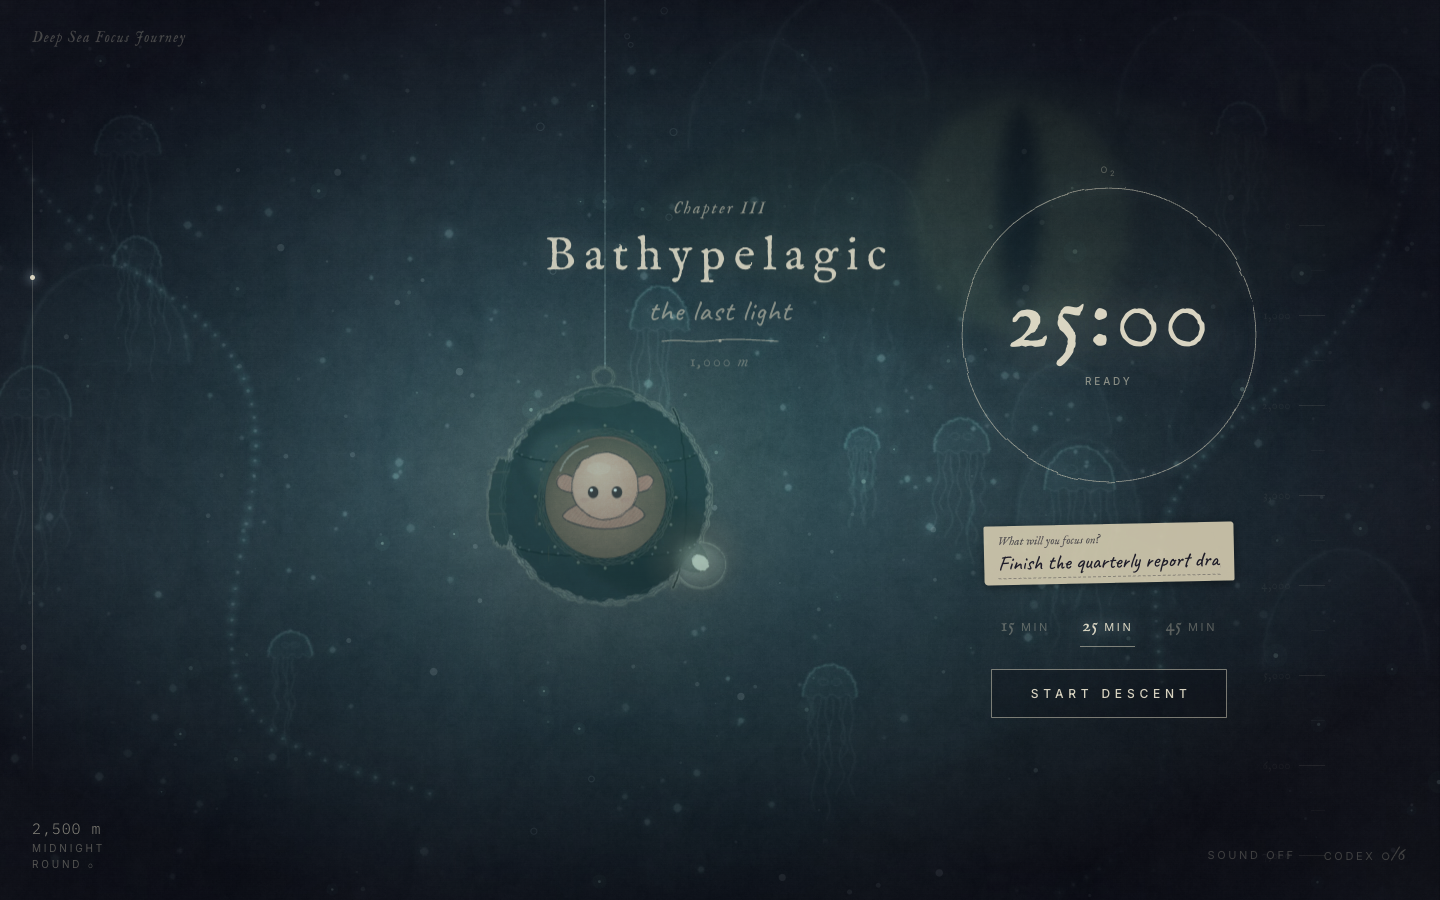 Deep Sea Focus Journey
Chapter III
Bathypelagic
the last light
1,000 m
O2
25:00
READY
What will you focus on?
Finish the quarterly report dra
15 MIN
25 MIN
45 MIN
START DESCENT
2,500 m
MIDNIGHT
ROUND 0
SOUND OFF
CODEX 0/6